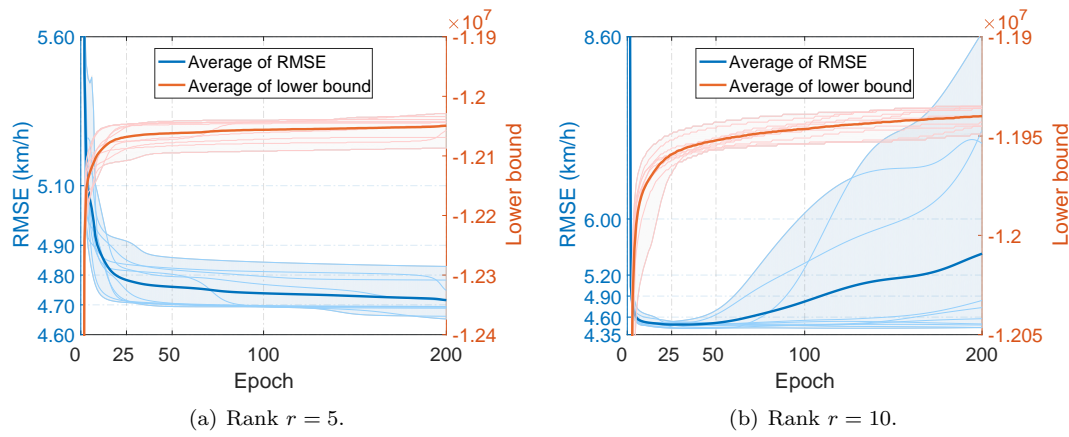 ×10^7
5.60
-1.19
Average of RMSE
Average of lower bound
-1.2
-1.21
5.10
-1.22
4.90
4.80
-1.23
4.70
4.60
-1.24
0
25
50
100
200
RMSE (km/h)
Lower bound
Epoch
(a) Rank r = 5.
×10^7
8.60
-1.19
Average of RMSE
Average of lower bound
-1.195
6.00
-1.2
5.20
4.90
4.60
4.35
-1.205
0
25
50
100
200
RMSE (km/h)
Lower bound
Epoch
(b) Rank r = 10.